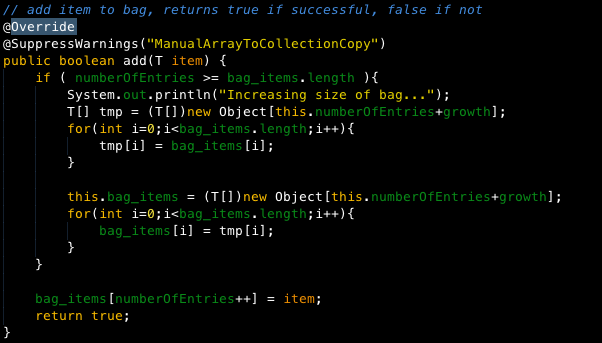 // add item to bag, returns true if successful, false if not
@Override
@SuppressWarnings("ManualArrayToCollectionCopy")
public boolean add(T item) {
    if ( numberOfEntries >= bag_items.length ){
        System.out.println("Increasing size of bag...");
        T[] tmp = (T[])new Object[this.numberOfEntries+growth];
        for(int i=0;i<bag_items.length;i++){
            tmp[i] = bag_items[i];
        }

        this.bag_items = (T[])new Object[this.numberOfEntries+growth];
        for(int i=0;i<bag_items.length;i++){
            bag_items[i] = tmp[i];
        }
    }

    bag_items[numberOfEntries++] = item;
    return true;
}